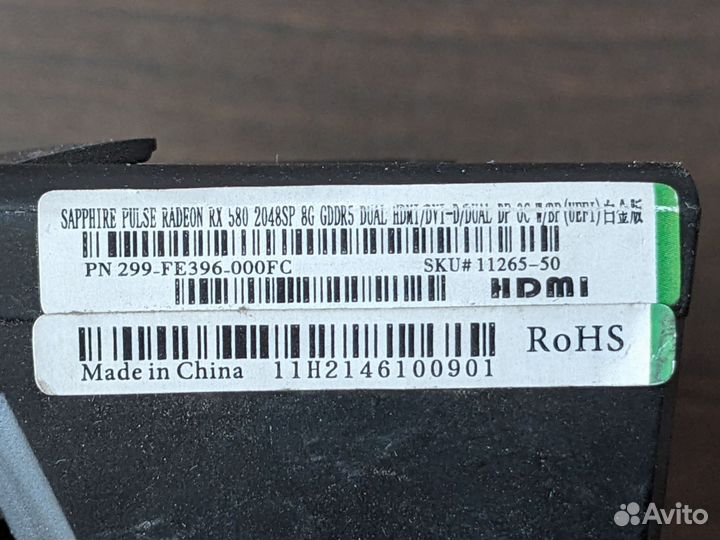 SAPPHIRE PULSE RADEON RX 580 2048SP 8G GDDR5 DUAL HDMI/DVI-D/DUAL DP OC W/BP(UEFI)白金版
PN 299-FE396-000FC SKU# 11265-50
HDMI
RoHS
Made in China 11H2146100901
Avito